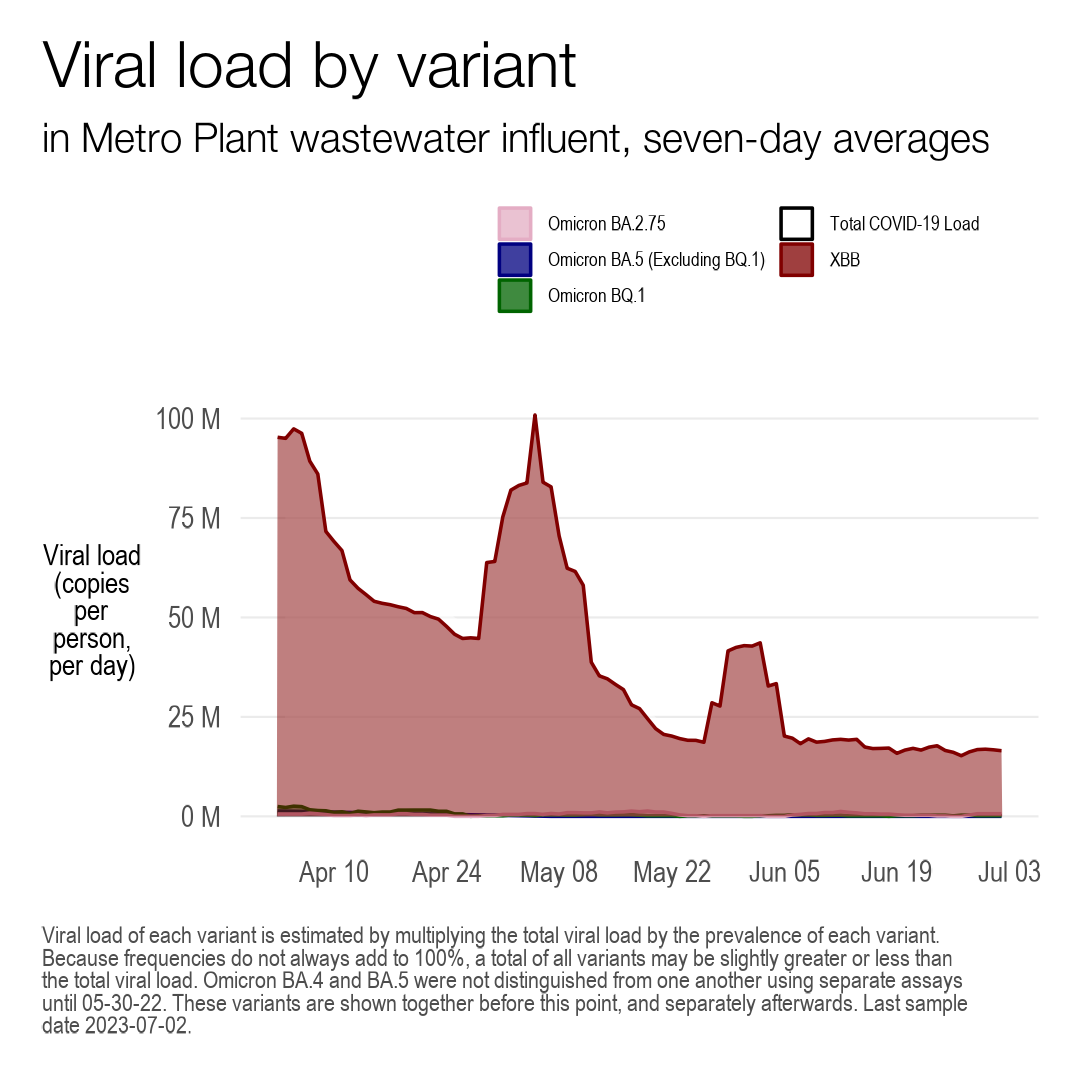 Viral load by variant
in Metro Plant wastewater influent, seven-day averages
Omicron BA.2.75
Omicron BA.5 (Excluding BQ.1)
Omicron BQ.1
Total COVID-19 Load
XBB
100 M
75 M
50 M
25 M
0 M
Viral load
(copies
per
person,
per day)
Apr 10
Apr 24
May 08
May 22
Jun 05
Jun 19
Jul 03
Viral load of each variant is estimated by multiplying the total viral load by the prevalence of each variant.
Because frequencies do not always add to 100%, a total of all variants may be slightly greater or less than
the total viral load. Omicron BA.4 and BA.5 were not distinguished from one another using separate assays
until 05-30-22. These variants are shown together before this point, and separately afterwards. Last sample
date 2023-07-02.